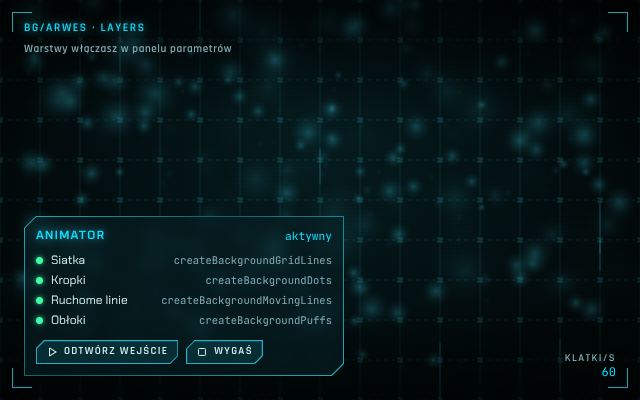 BG/ARWES · LAYERS
Warstwy włączasz w panelu parametrów
ANIMATOR aktywny
Siatka createBackgroundGridLines
Kropki createBackgroundDots
Ruchome linie createBackgroundMovingLines
Obłoki createBackgroundPuffs
ODTWÓRZ WEJŚCIE WYGAŚ
KLATKI/S
60